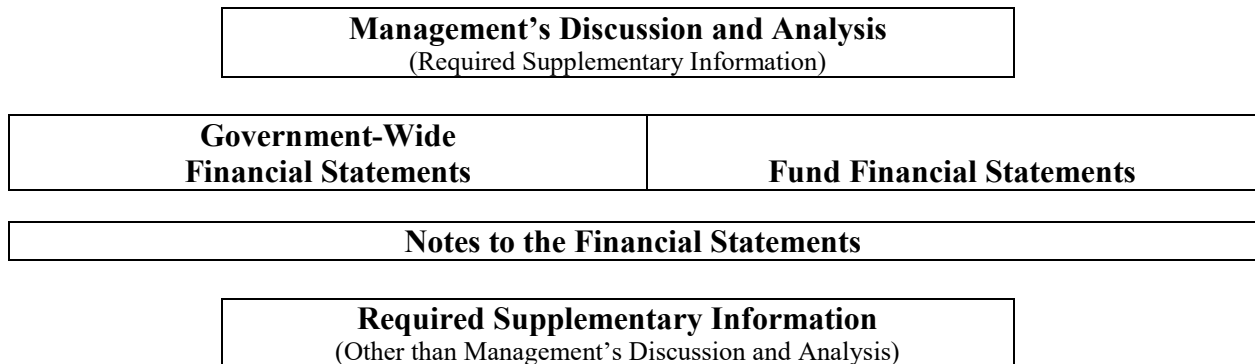 Management’s Discussion and Analysis
(Required Supplementary Information)
Government-Wide
Financial Statements
Fund Financial Statements
Notes to the Financial Statements
Required Supplementary Information
(Other than Management’s Discussion and Analysis)